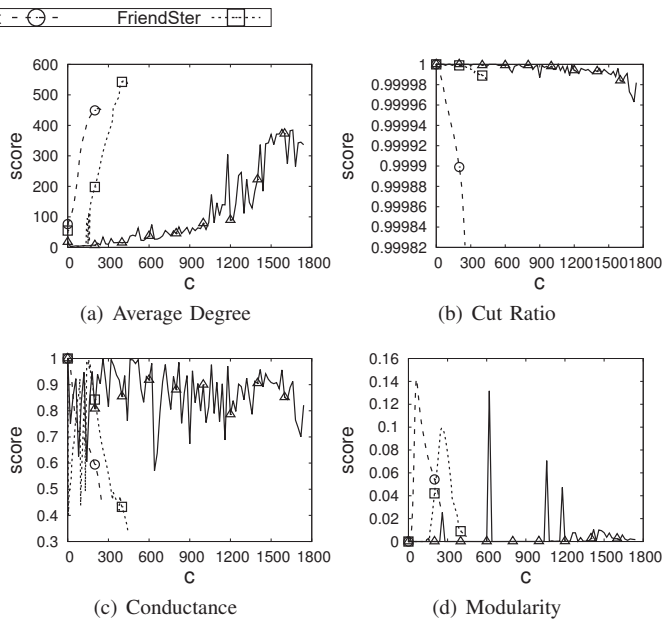 FriendSter
600
500
400
300
200
100
0
score
0 300 600 900 1200 1500 1800
c
(a) Average Degree
1
0.99998
0.99996
0.99994
0.99992
0.9999
0.99988
0.99986
0.99984
0.99982
score
0 300 600 900 1200 1500 1800
c
(b) Cut Ratio
1
0.9
0.8
0.7
0.6
0.5
0.4
0.3
score
0 300 600 900 1200 1500 1800
c
(c) Conductance
0.16
0.14
0.12
0.1
0.08
0.06
0.04
0.02
0
score
0 300 600 900 1200 1500 1800
c
(d) Modularity